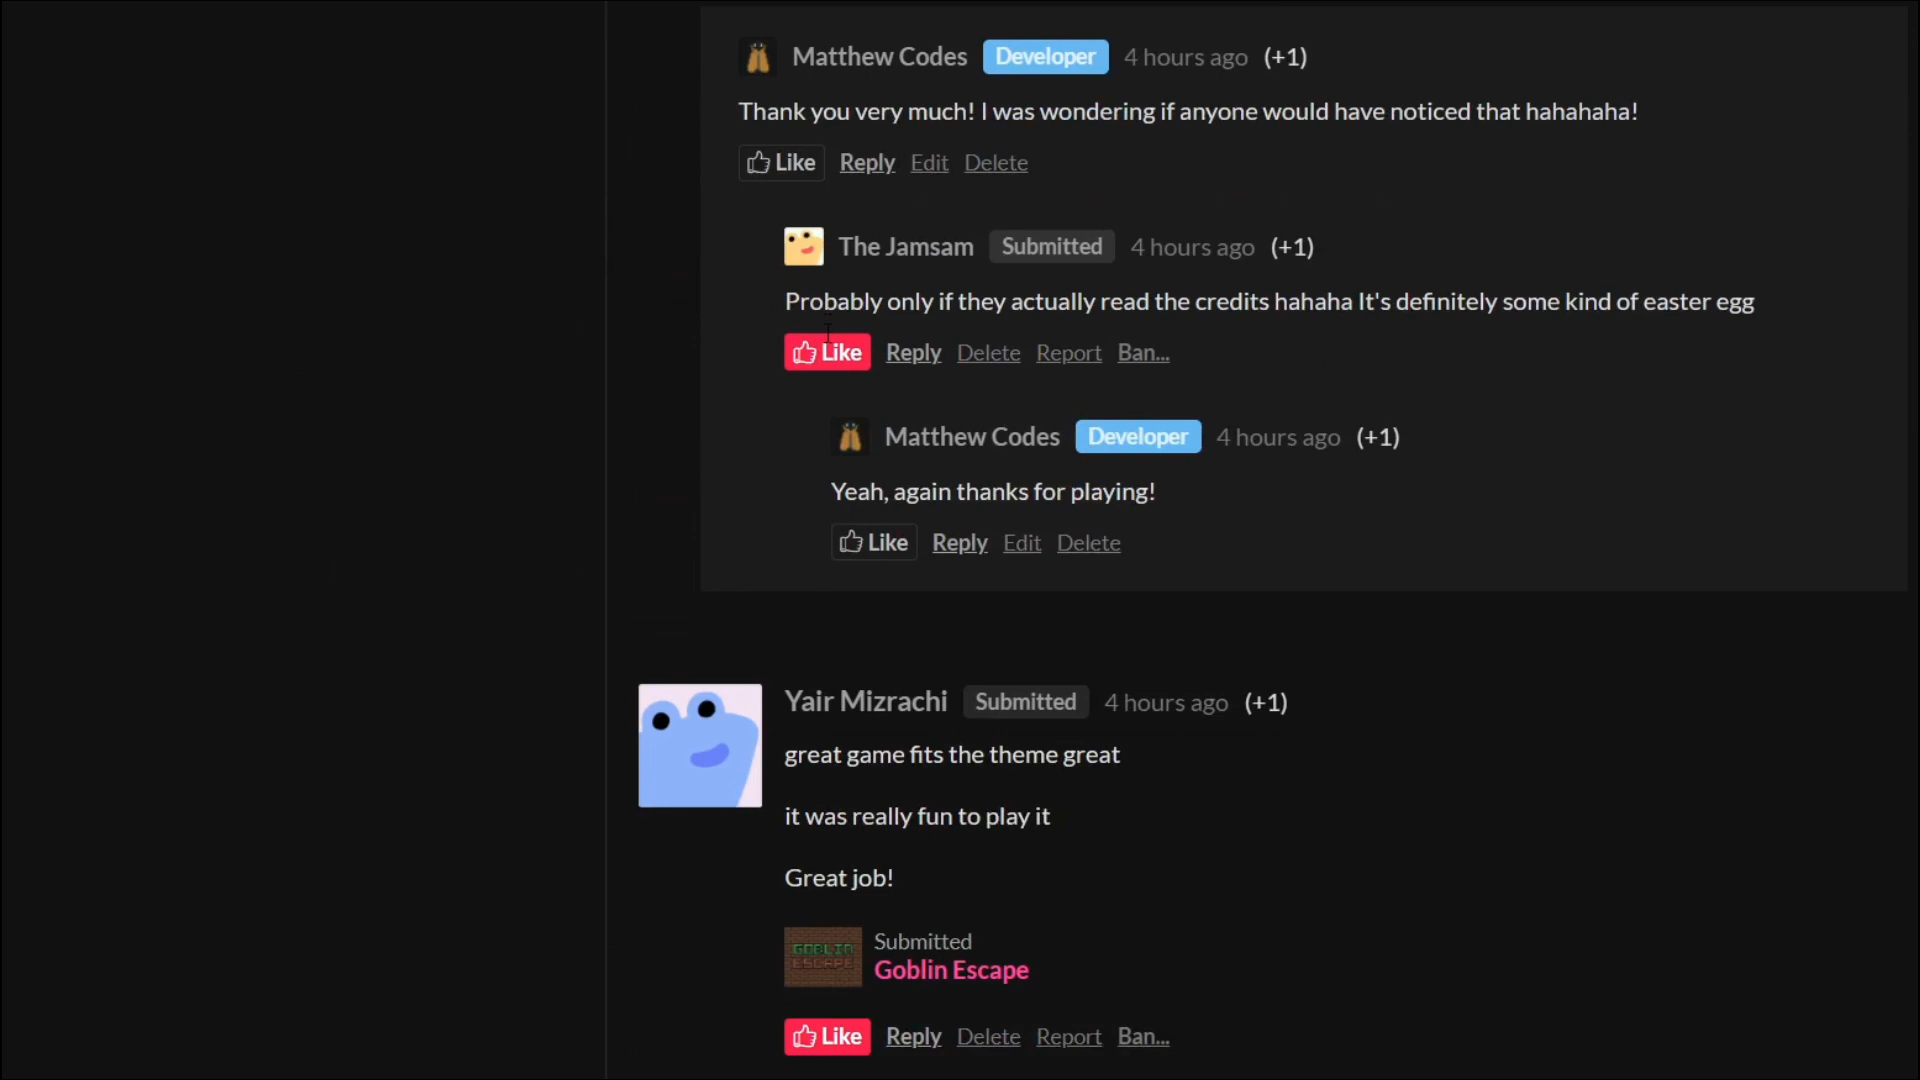 Matthew Codes Developer 4 hours ago (+1)
Thank you very much! I was wondering if anyone would have noticed that hahahaha!
Like Reply Edit Delete
The Jamsam Submitted 4 hours ago (+1)
Probably only if they actually read the credits hahaha It's definitely some kind of easter egg
Like Reply Delete Report Ban...
Matthew Codes Developer 4 hours ago (+1)
Yeah, again thanks for playing!
Like Reply Edit Delete
Yair Mizrachi Submitted 4 hours ago (+1)
great game fits the theme great
it was really fun to play it
Great job!
GOBLIN
ESCAPE
Submitted
Goblin Escape
Like Reply Delete Report Ban...